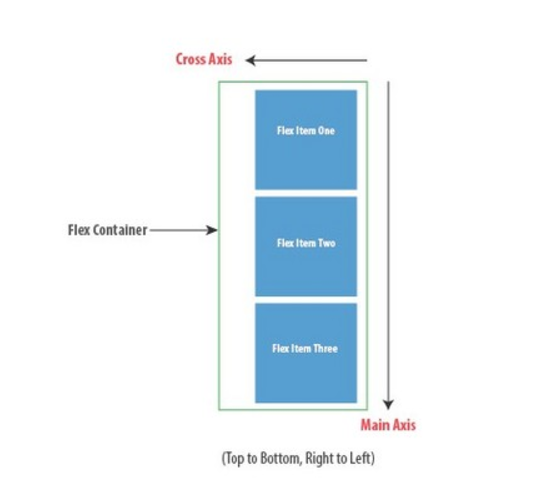 Cross Axis
Flex Item One
Flex Container
Flex Item Two
Flex Item Three
Main Axis
(Top to Bottom, Right to Left)